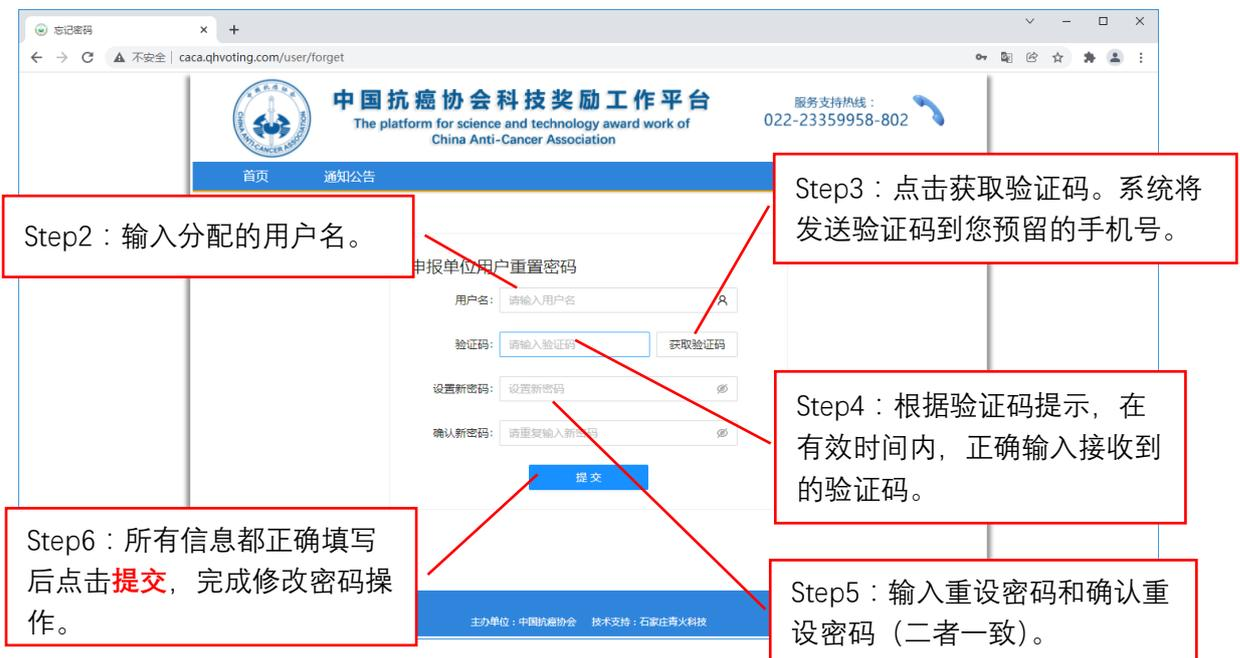 忘记密码
不安全 | caca.qhvoting.com/user/forget
中国抗癌协会科技奖励工作平台
The platform for science and technology award work of
China Anti-Cancer Association
服务支持热线：
022-23359958-802
首页 通知公告
Step2：输入分配的用户名。
Step3：点击获取验证码。系统将
发送验证码到您预留的手机号。
申报单位用户重置密码
用户名： 请输入用户名
验证码： 请输入验证码 获取验证码
设置新密码： 设置新密码
确认新密码： 请重复输入新密码
提 交
Step4：根据验证码提示，在
有效时间内，正确输入接收到
的验证码。
Step6：所有信息都正确填写
后点击提交，完成修改密码操
作。
Step5：输入重设密码和确认重
设密码（二者一致）。
主办单位：中国抗癌协会 技术支持：石家庄青火科技